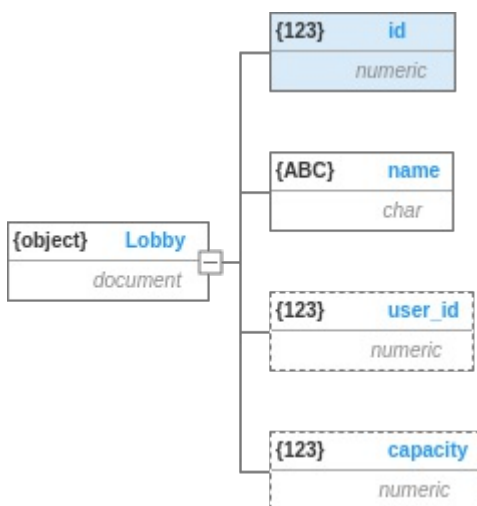 {123} id
numeric
{ABC} name
char
{object} Lobby
document
{123} user_id
numeric
{123} capacity
numeric